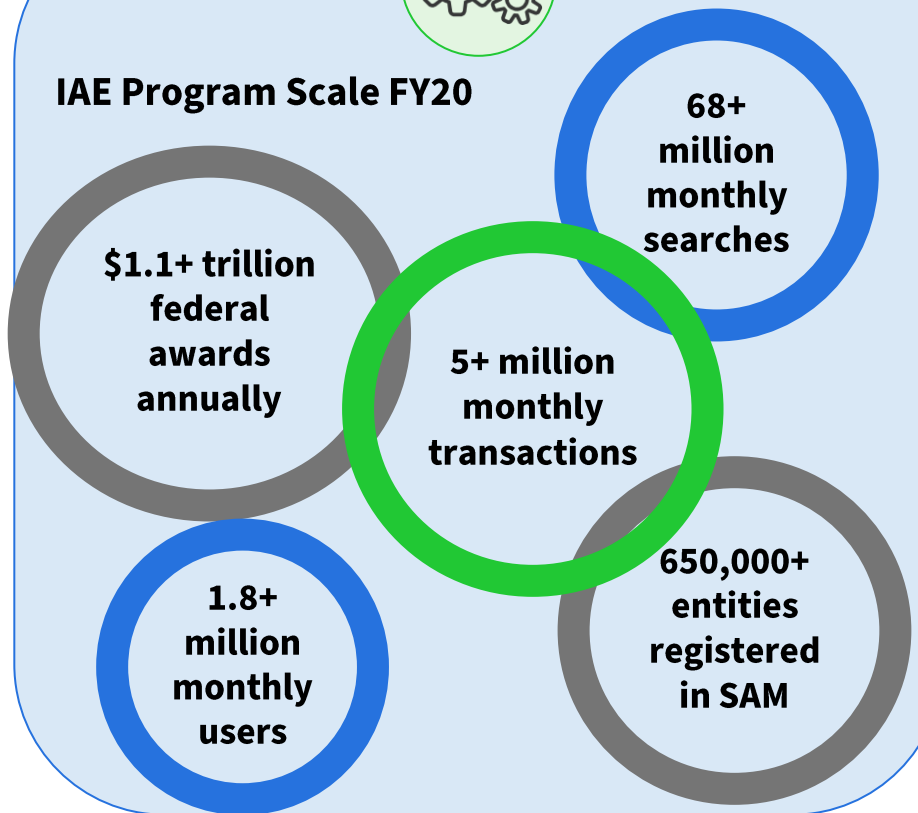 IAE Program Scale FY20
68+
million
monthly
searches
$1.1+ trillion
federal
awards
annually
5+ million
monthly
transactions
650,000+
entities
registered
in SAM
1.8+
million
monthly
users